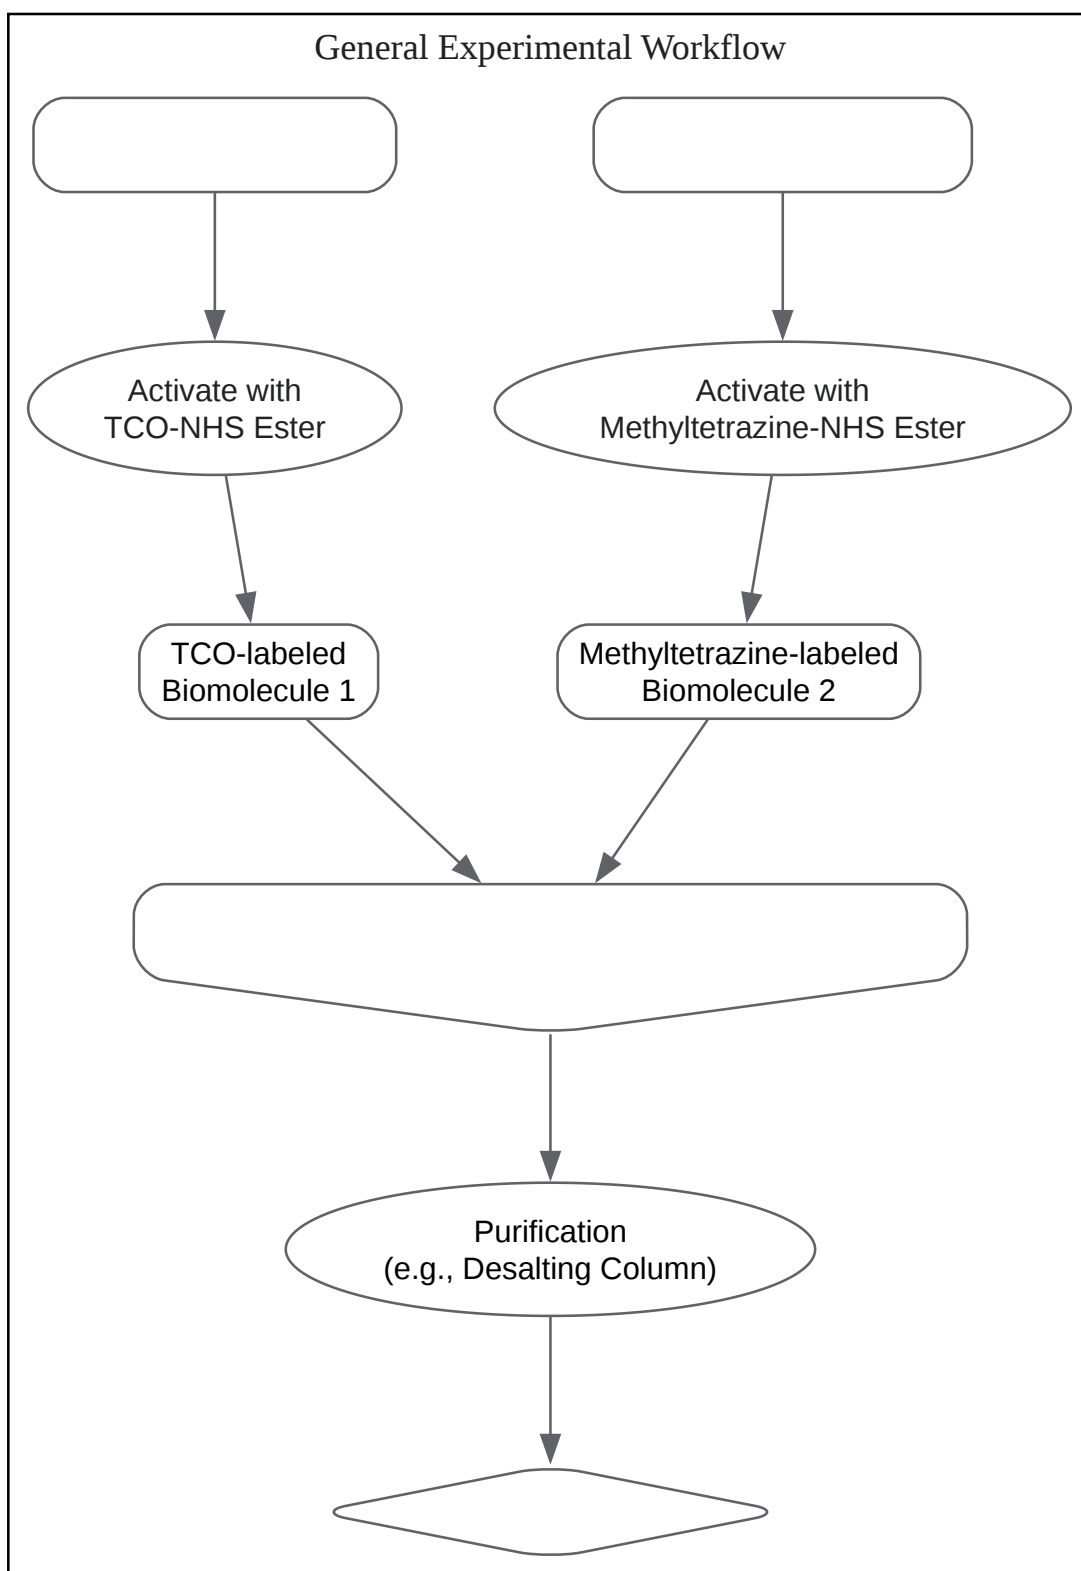 General Experimental Workflow
Activate with
TCO-NHS Ester
Activate with
Methyltetrazine-NHS Ester
TCO-labeled
Biomolecule 1
Methyltetrazine-labeled
Biomolecule 2
Purification
(e.g., Desalting Column)